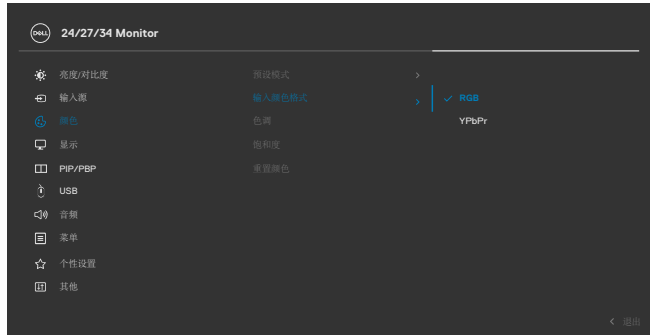 DELL 24/27/34 Monitor
亮度/对比度 预设模式 >
输入源 输入颜色格式 > ✓ RGB
颜色 色调 YPbPr
显示 饱和度
PIP/PBP 重置颜色
USB
音频
菜单
个性设置
其他
< 退出